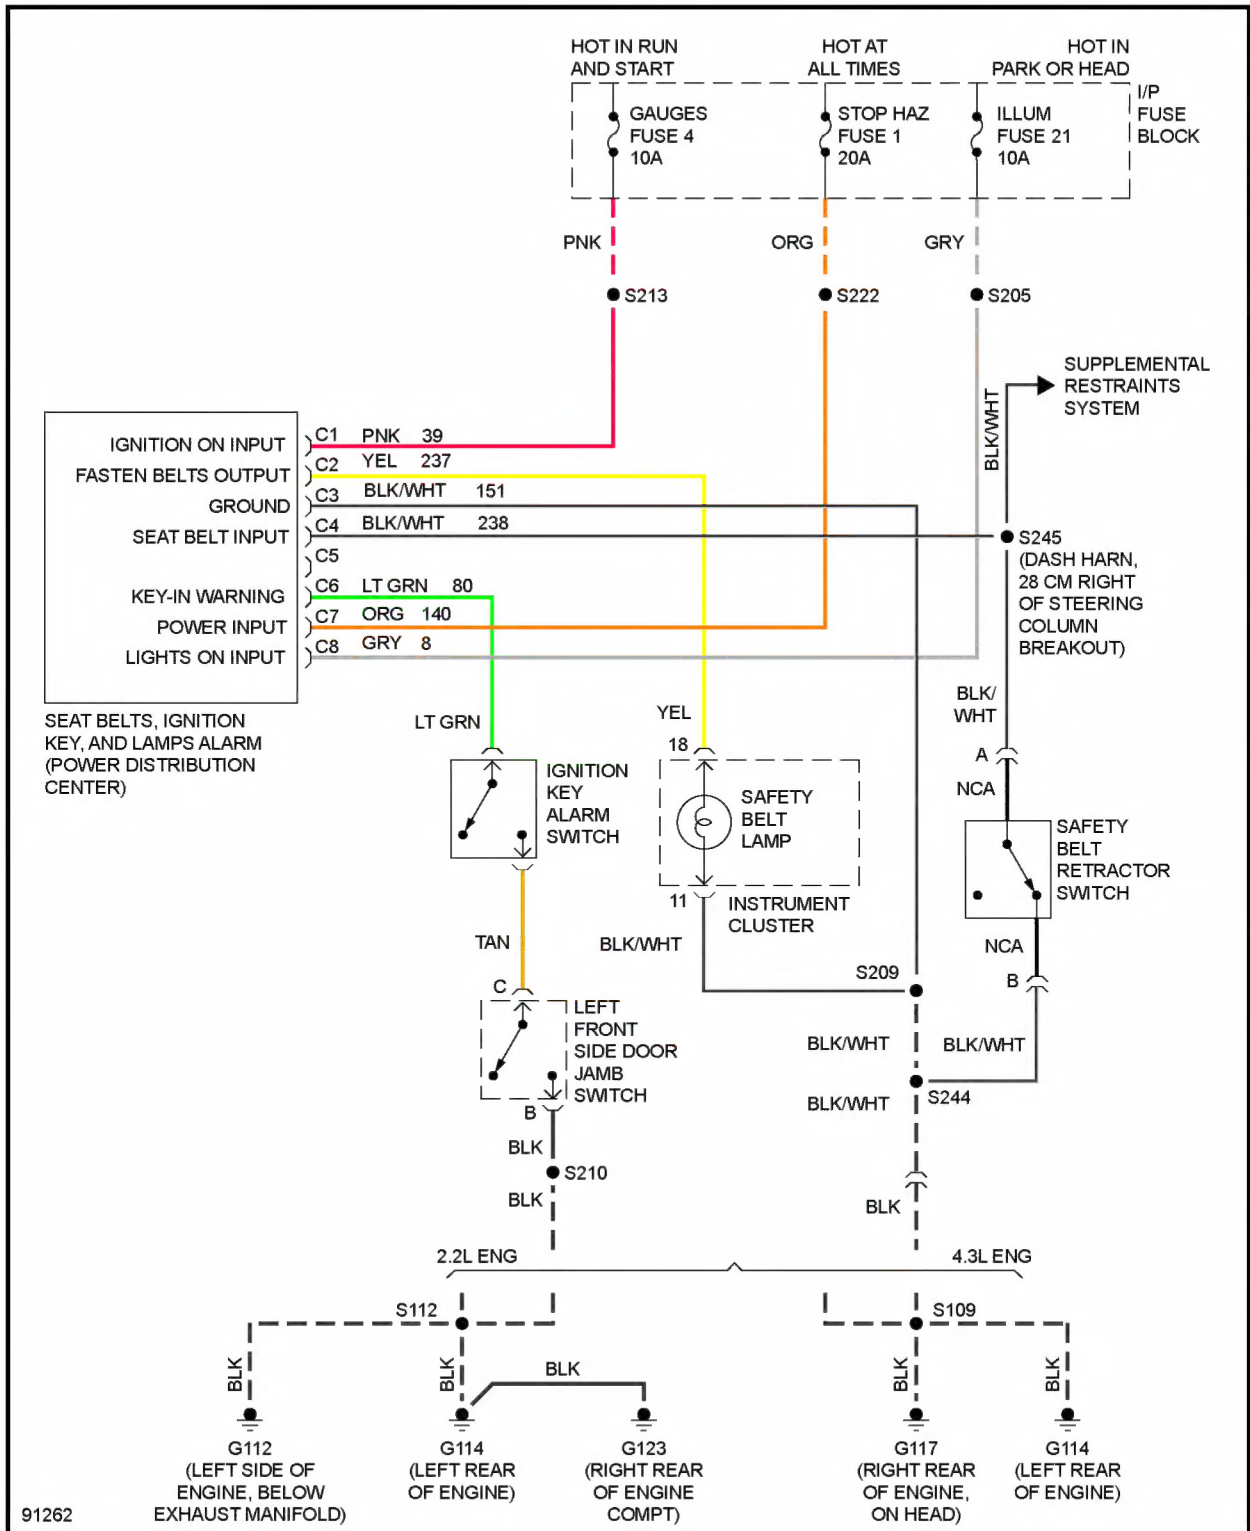 HOT IN RUN
AND START
HOT AT
ALL TIMES
HOT IN
PARK OR HEAD
GAUGES
FUSE 4
10A
STOP HAZ
FUSE 1
20A
ILLUM
FUSE 21
10A
I/P
FUSE
BLOCK
PNK
ORG
GRY
S213
S222
S205
SUPPLEMENTAL
RESTRAINTS
SYSTEM
BLK/WHT
IGNITION ON INPUT
C1 PNK 39
FASTEN BELTS OUTPUT
C2 YEL 237
GROUND
C3 BLK/WHT 151
SEAT BELT INPUT
C4 BLK/WHT 238
C5
KEY-IN WARNING
C6 LT GRN 80
POWER INPUT
C7 ORG 140
LIGHTS ON INPUT
C8 GRY 8
S245
(DASH HARN,
28 CM RIGHT
OF STEERING
COLUMN
BREAKOUT)
SEAT BELTS, IGNITION
KEY, AND LAMPS ALARM
(POWER DISTRIBUTION
CENTER)
LT GRN
YEL
18
BLK/
WHT
A
NCA
IGNITION
KEY
ALARM
SWITCH
SAFETY
BELT
LAMP
SAFETY
BELT
RETRACTOR
SWITCH
11
INSTRUMENT
CLUSTER
TAN
BLK/WHT
S209
NCA
B
C
LEFT
FRONT
SIDE DOOR
JAMB
SWITCH
BLK/WHT
BLK/WHT
B
BLK/WHT
S244
BLK
S210
BLK
BLK
2.2L ENG
4.3L ENG
S112
S109
BLK
BLK
BLK
BLK
BLK
G112
(LEFT SIDE OF
ENGINE, BELOW
EXHAUST MANIFOLD)
G114
(LEFT REAR
OF ENGINE)
G123
(RIGHT REAR
OF ENGINE
COMPT)
G117
(RIGHT REAR
OF ENGINE,
ON HEAD)
G114
(LEFT REAR
OF ENGINE)
91262